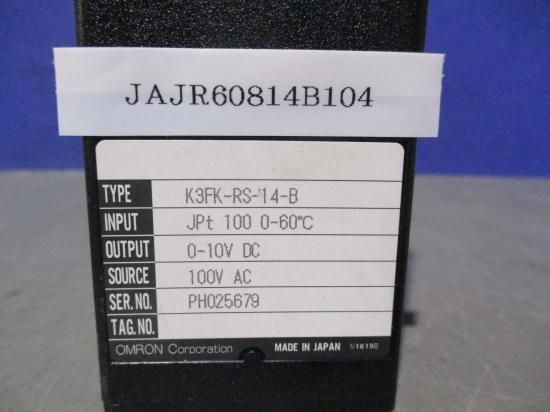 JAJR60814B104
TYPE K3FK-RS-14-B
INPUT JPt 100 0-60℃
OUTPUT 0-10V DC
SOURCE 100V AC
SER.NO. PH025679
TAG.NO.
OMRON Corporation MADE IN JAPAN